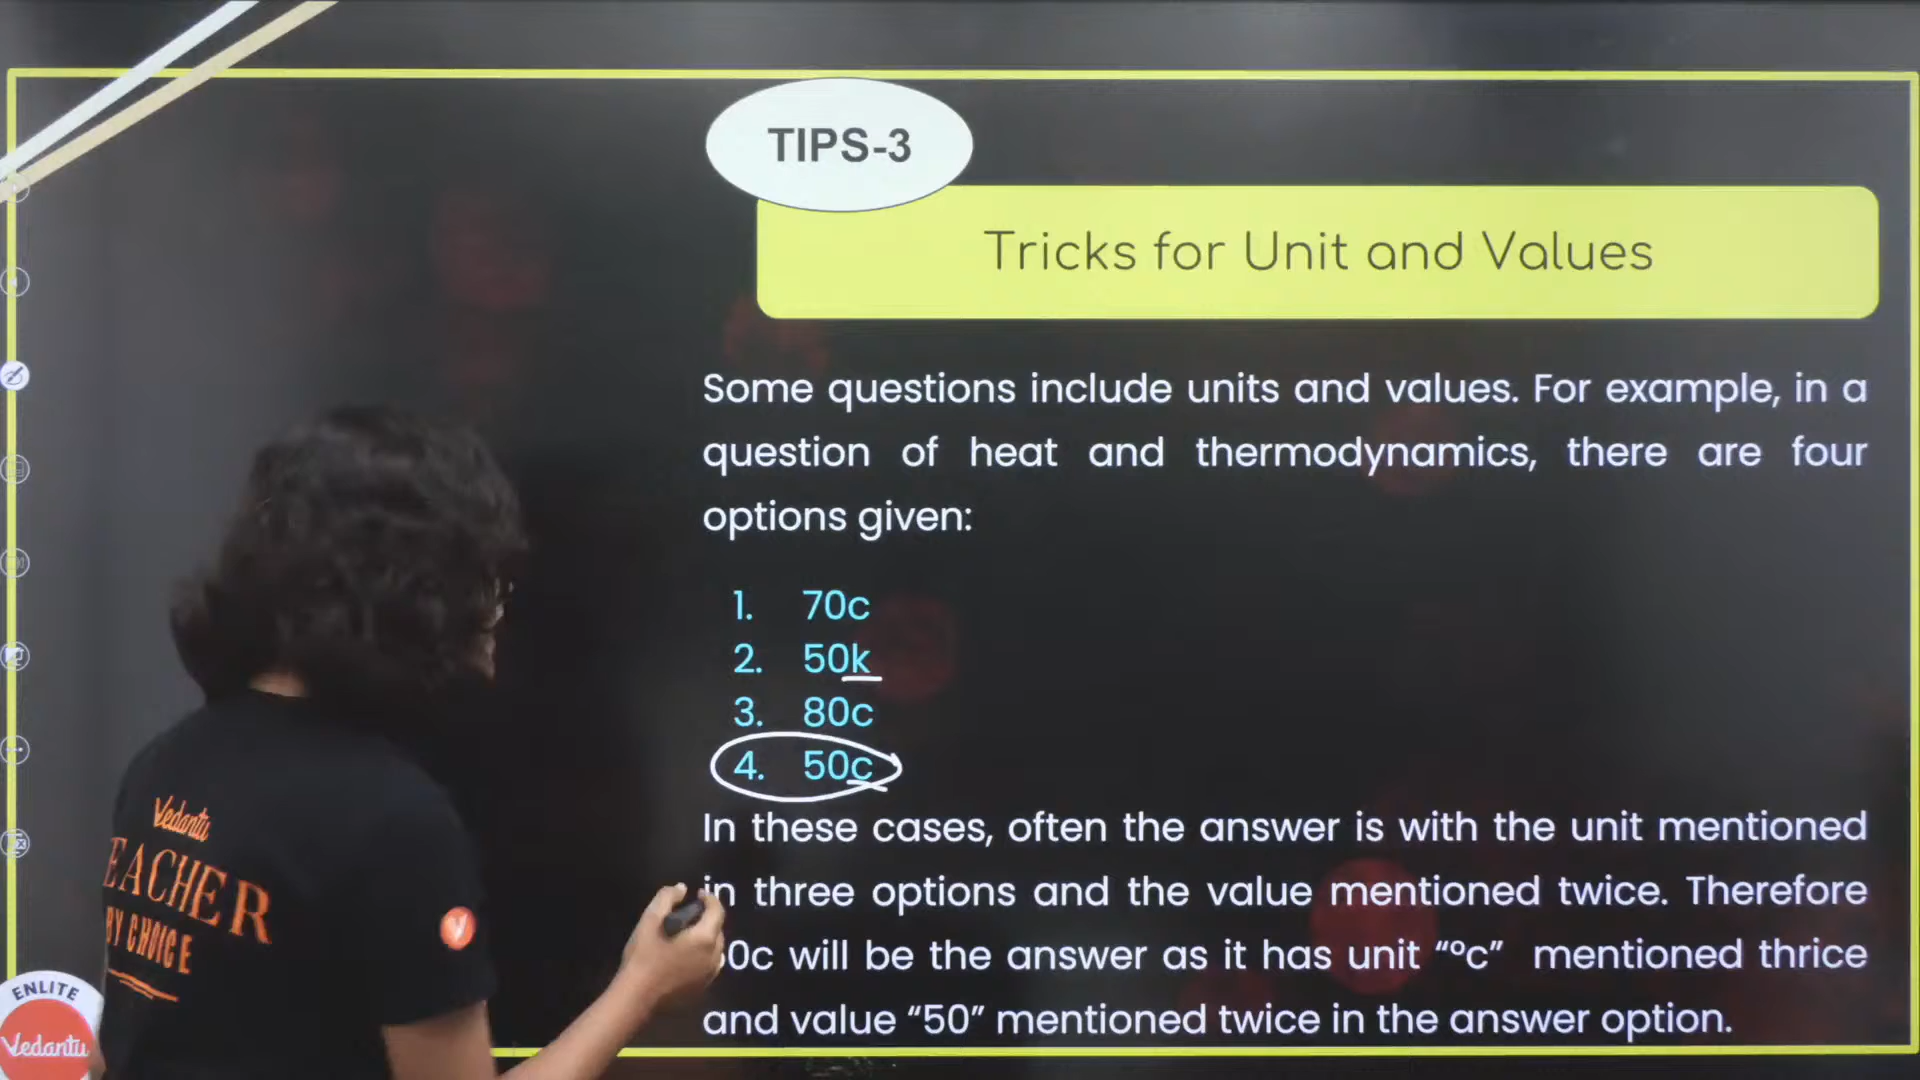 TIPS-3
Tricks for Unit and Values
Some questions include units and values. For example, in a
question of heat and thermodynamics, there are four
options given:
1. 70c
2. 50k
3. 80c
4. 50c
In these cases, often the answer is with the unit mentioned
in three options and the value mentioned twice. Therefore
0c will be the answer as it has unit “ºc” mentioned thrice
and value “50” mentioned twice in the answer option.
Vedantu
EACHER
BY CHOICE
V
ENLITE
Vedantu